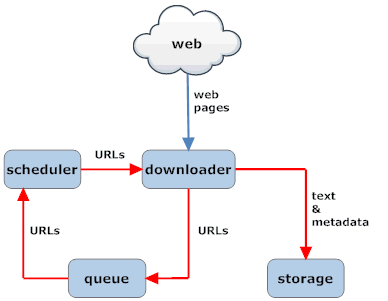 web
web
pages
URLs
scheduler
downloader
text
&
metadata
URLs
URLs
queue
storage